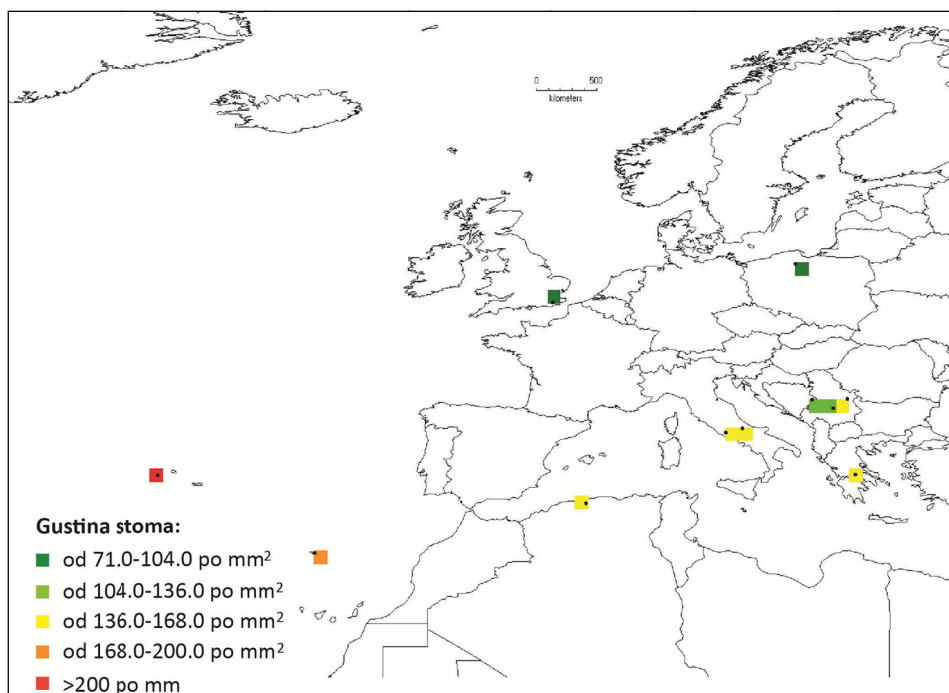 0 500
kilometers
Gustina stoma:
od 71.0-104.0 po mm²
od 104.0-136.0 po mm²
od 136.0-168.0 po mm²
od 168.0-200.0 po mm²
>200 po mm